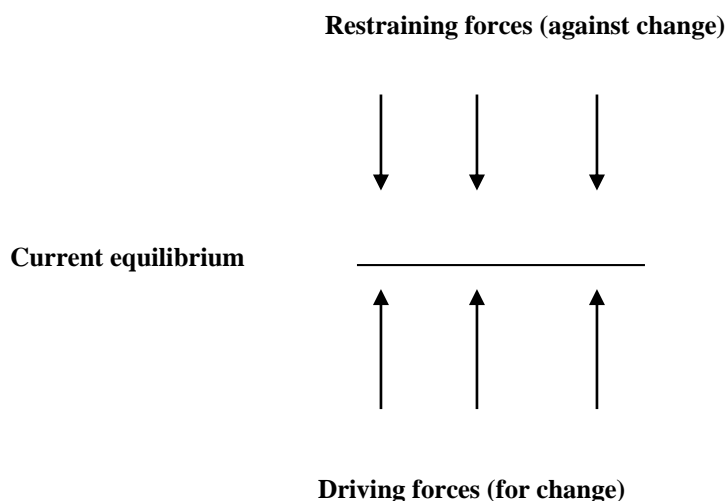 Restraining forces (against change)
Current equilibrium
Driving forces (for change)